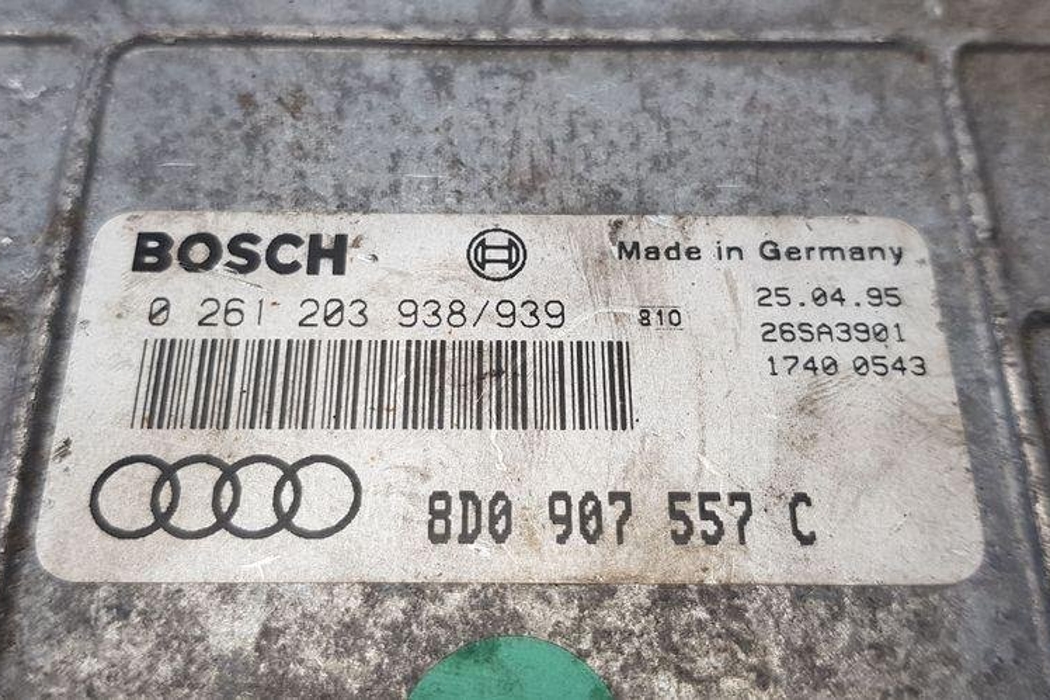 BOSCH
Made in Germany
0 261 203 938/939
810
25.04.95
26SA3901
1740 0543
8D0 907 557 C